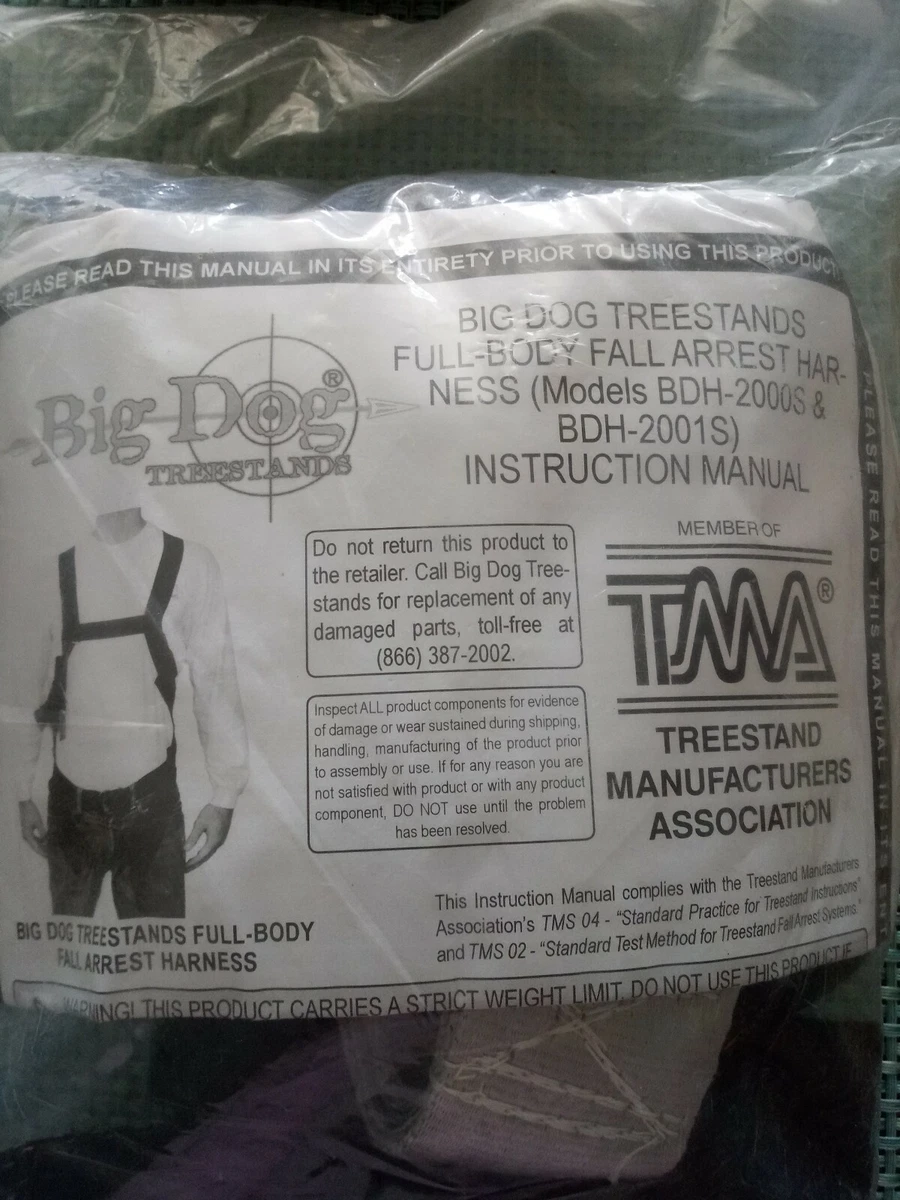 PLEASE READ THIS MANUAL IN ITS ENTIRETY PRIOR TO USING THIS PRODUCT
BIG DOG TREESTANDS
FULL-BODY FALL ARREST HAR-
NESS (Models BDH-2000S &
BDH-2001S)
INSTRUCTION MANUAL
Big Dog®
TREESTANDS
Do not return this product to
the retailer. Call Big Dog Tree-
stands for replacement of any
damaged parts, toll-free at
(866) 387-2002.
Inspect ALL product components for evidence
of damage or wear sustained during shipping,
handling, manufacturing of the product prior
to assembly or use. If for any reason you are
not satisfied with product or with any product
component, DO NOT use until the problem
has been resolved.
MEMBER OF
TMA®
TREESTAND
MANUFACTURERS
ASSOCIATION
BIG DOG TREESTANDS FULL-BODY
FALL ARREST HARNESS
This Instruction Manual complies with the Treestand Manufacturers
Association's TMS 04 - "Standard Practice for Treestand Instructions"
and TMS 02 - "Standard Test Method for Treestand Fall Arrest Systems."
WARNING! THIS PRODUCT CARRIES A STRICT WEIGHT LIMIT. DO NOT USE THIS PRODUCT IF
PLEASE READ THIS MANUAL IN ITS